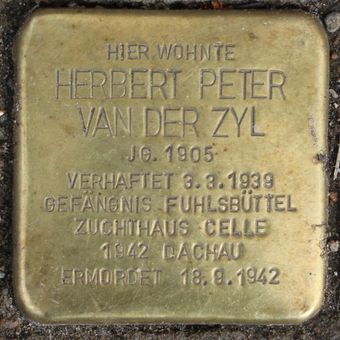 HIER WOHNTE
HERBERT PETER
VAN DER ZYL
JG. 1905
VERHAFTET 3.3.1939
GEFÄNGNIS FUHLSBÜTTEL
ZUCHTHAUS CELLE
1942 DACHAU
ERMORDET 18.9.1942